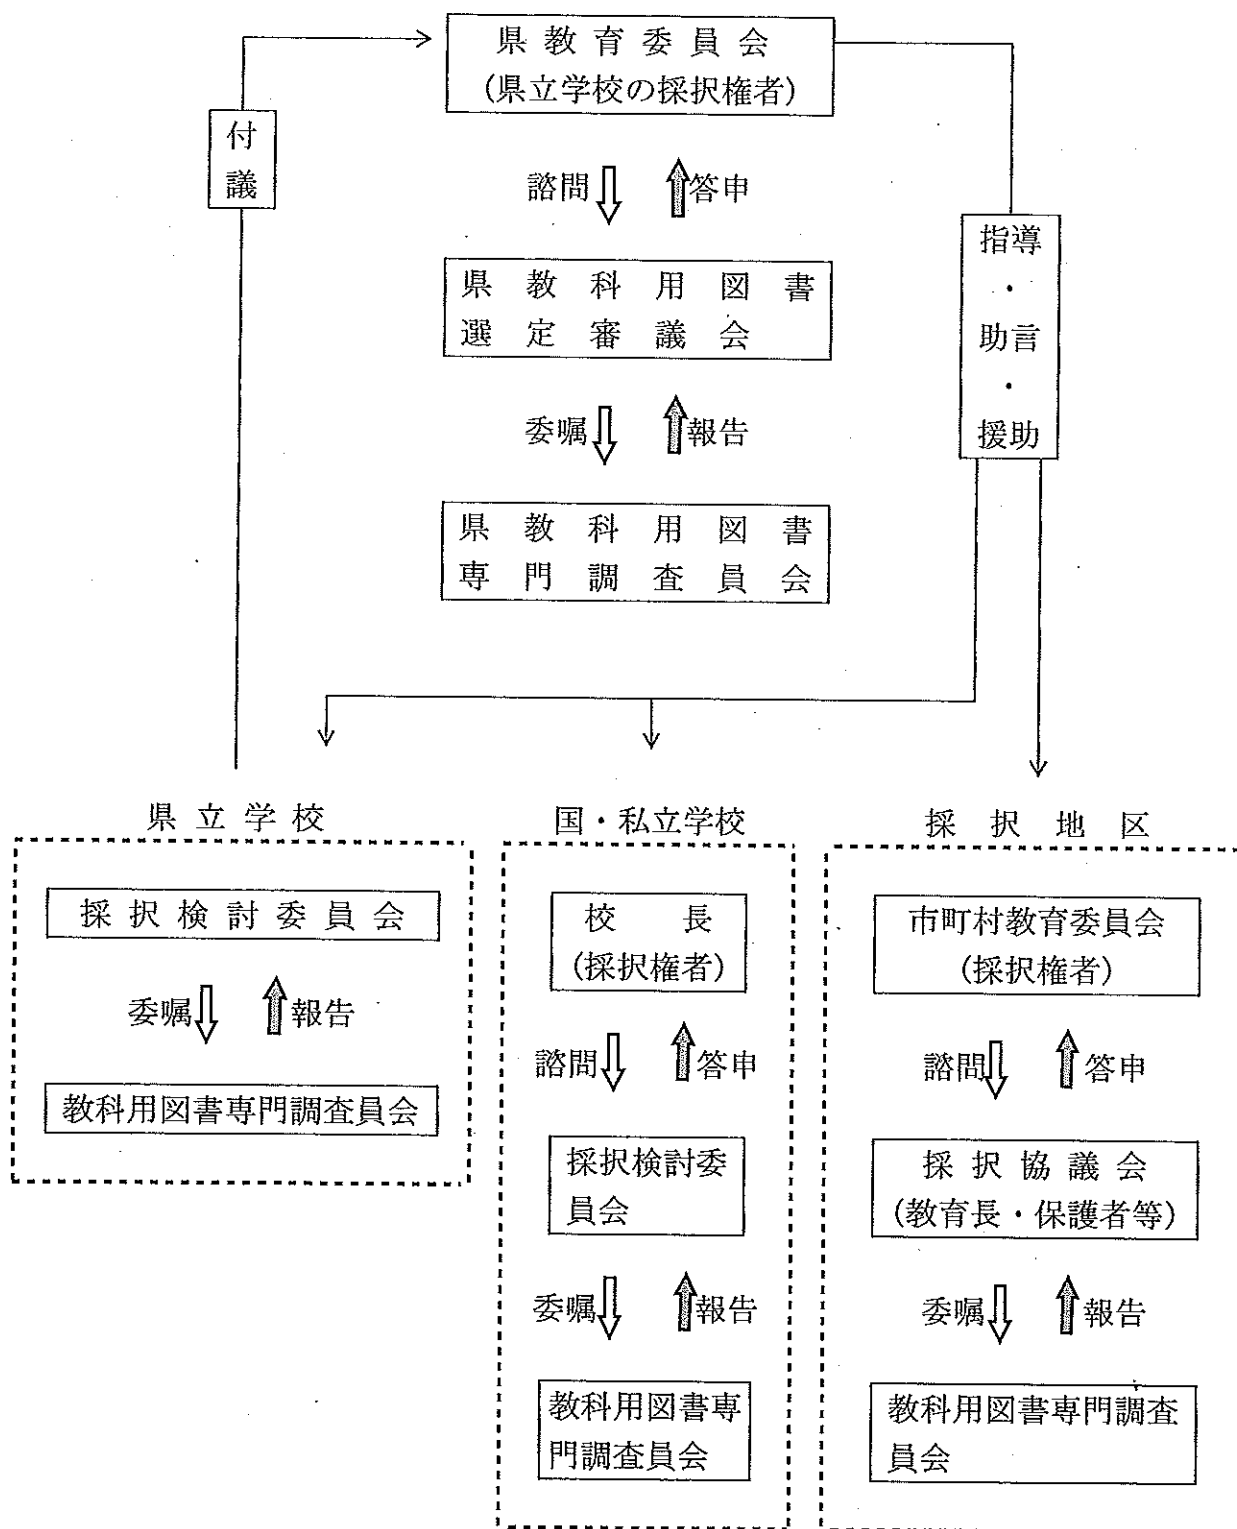 県教育委員会
(県立学校の採択権者)
付
議
諮問
答申
指導
・
助言
・
援助
県教科用図書
選定審議会
委嘱
報告
県教科用図書
専門調査員会
県立学校
採択検討委員会
委嘱
報告
教科用図書専門調査員会
国・私立学校
校長
(採択権者)
諮問
答申
採択検討委
員会
委嘱
報告
教科用図書専
門調査員会
採択地区
市町村教育委員会
(採択権者)
諮問
答申
採択協議会
(教育長・保護者等)
委嘱
報告
教科用図書専門調査
員会